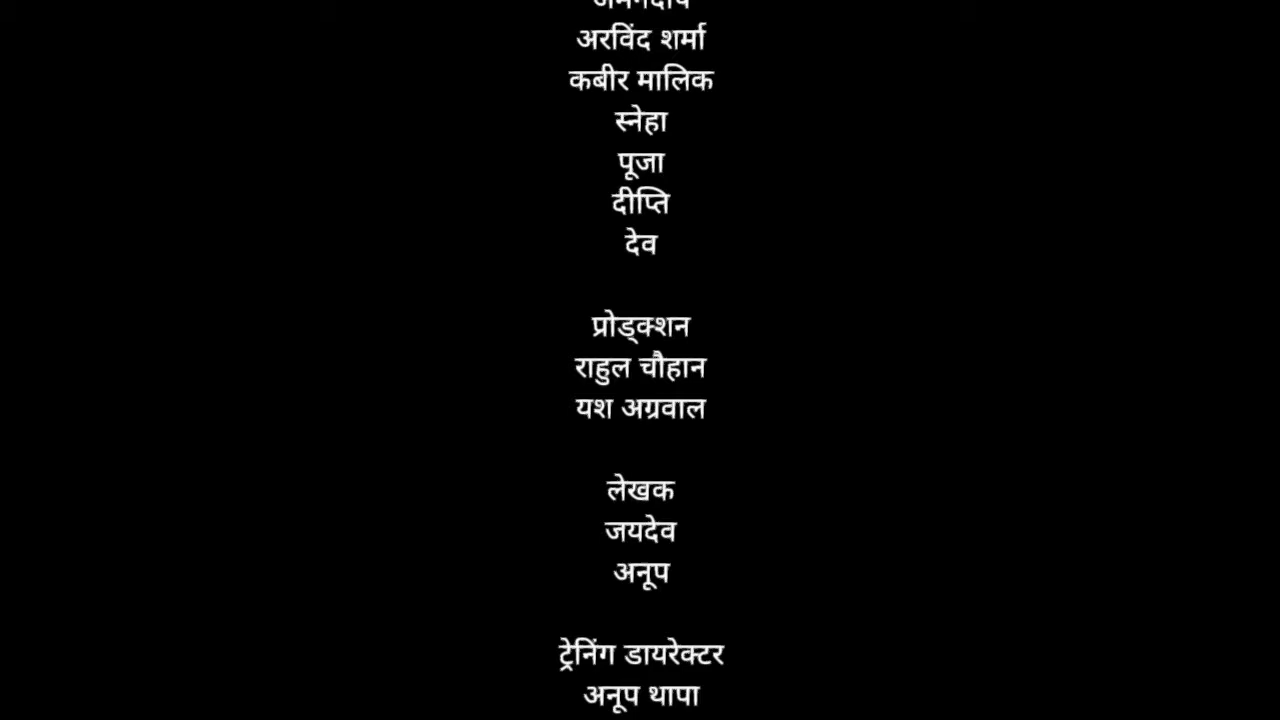 अरविंद शर्मा
कबीर मालिक
स्नेहा
पूजा
दीप्ति
देव
प्रोड्क्शन
राहुल चौहान
यश अग्रवाल
लेखक
जयदेव
अनूप
ट्रेनिंग डायरेक्टर
अनूप थापा